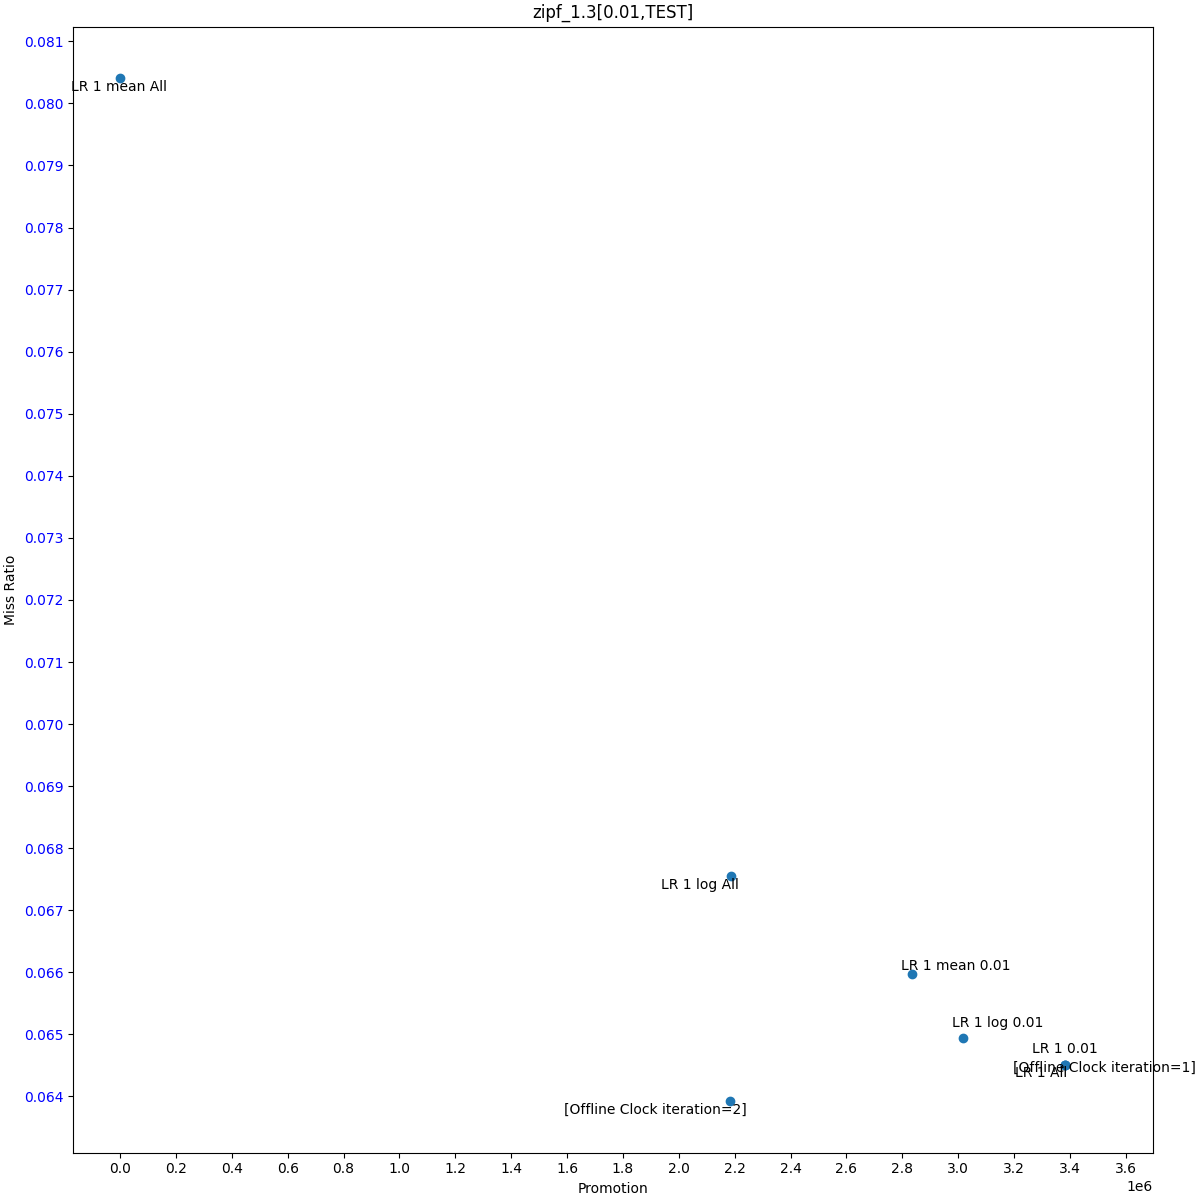 zipf_1.3[0.01,TEST]
0.081
LR 1 mean All
0.080
0.079
0.078
0.077
0.076
0.075
0.074
0.073
0.072
Miss Ratio
0.071
0.070
0.069
0.068
LR 1 log All
0.067
LR 1 mean 0.01
0.066
LR 1 log 0.01
0.065
LR 1 0.01
[Offline Clock iteration=1]
LR 1 All
0.064
[Offline Clock iteration=2]
0.0 0.2 0.4 0.6 0.8 1.0 1.2 1.4 1.6 1.8 2.0 2.2 2.4 2.6 2.8 3.0 3.2 3.4 3.6
1e6
Promotion